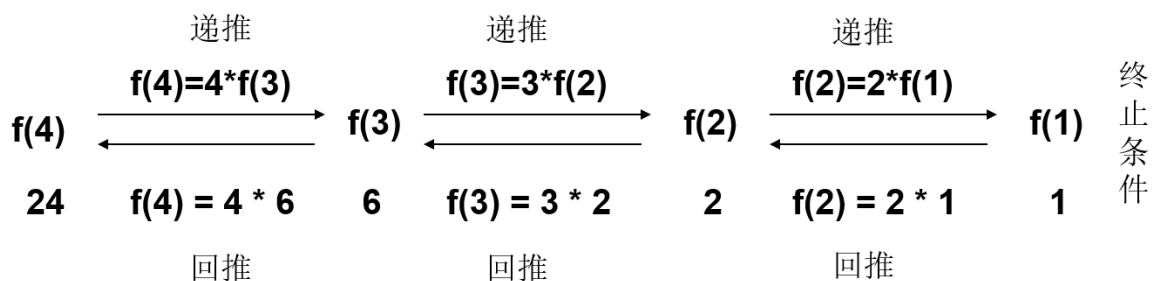 递推 递推 递推
f(4)=4*f(3) f(3)=3*f(2) f(2)=2*f(1)
f(4) f(3) f(2) f(1)
24 f(4) = 4 * 6 6 f(3) = 3 * 2 2 f(2) = 2 * 1 1
回推 回推 回推
终止条件